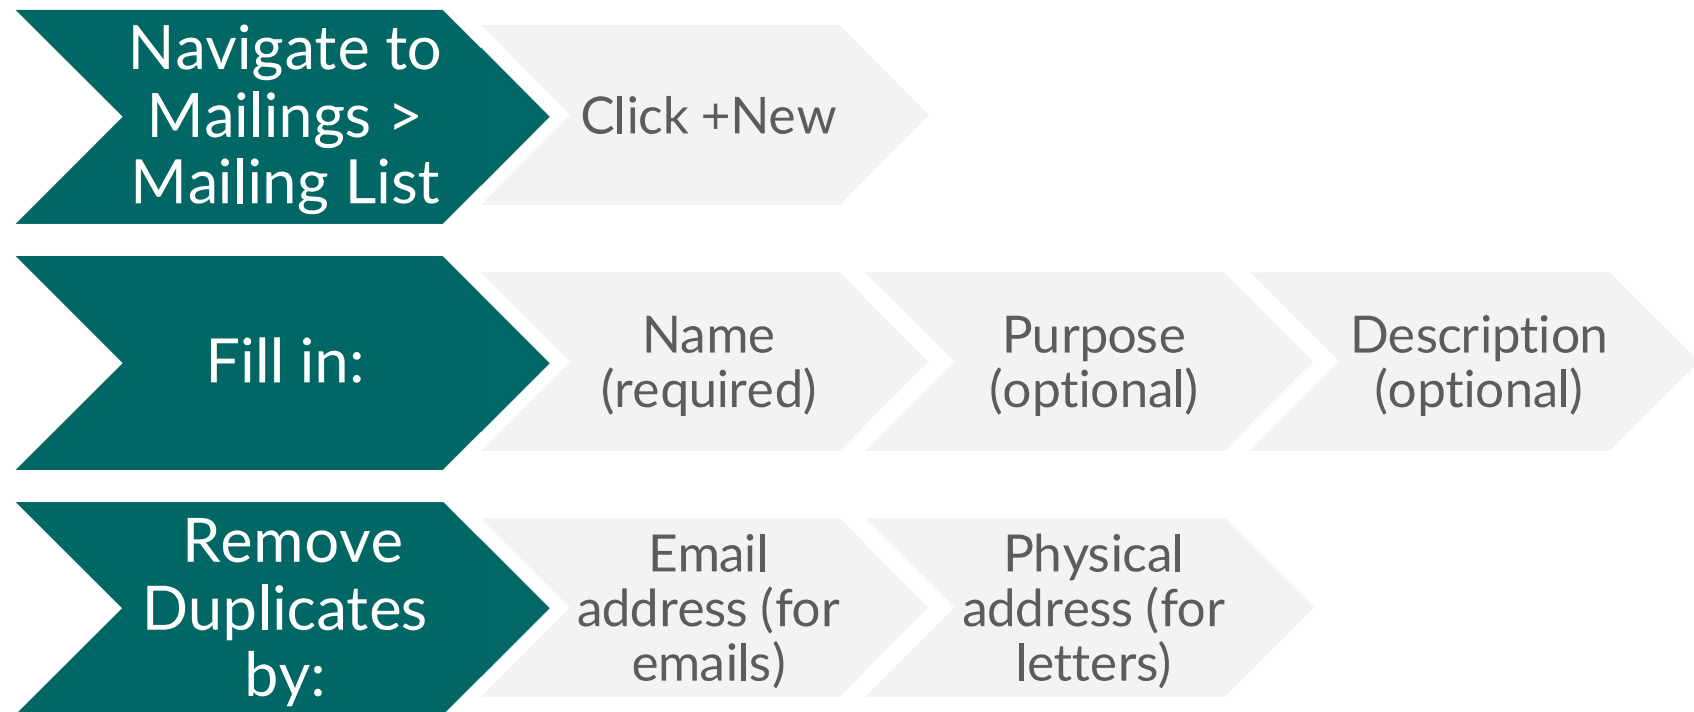 Navigate to
Mailings >
Mailing List
Click +New
Fill in:
Name
(required)
Purpose
(optional)
Description
(optional)
Remove
Duplicates
by:
Email
address (for
emails)
Physical
address (for
letters)